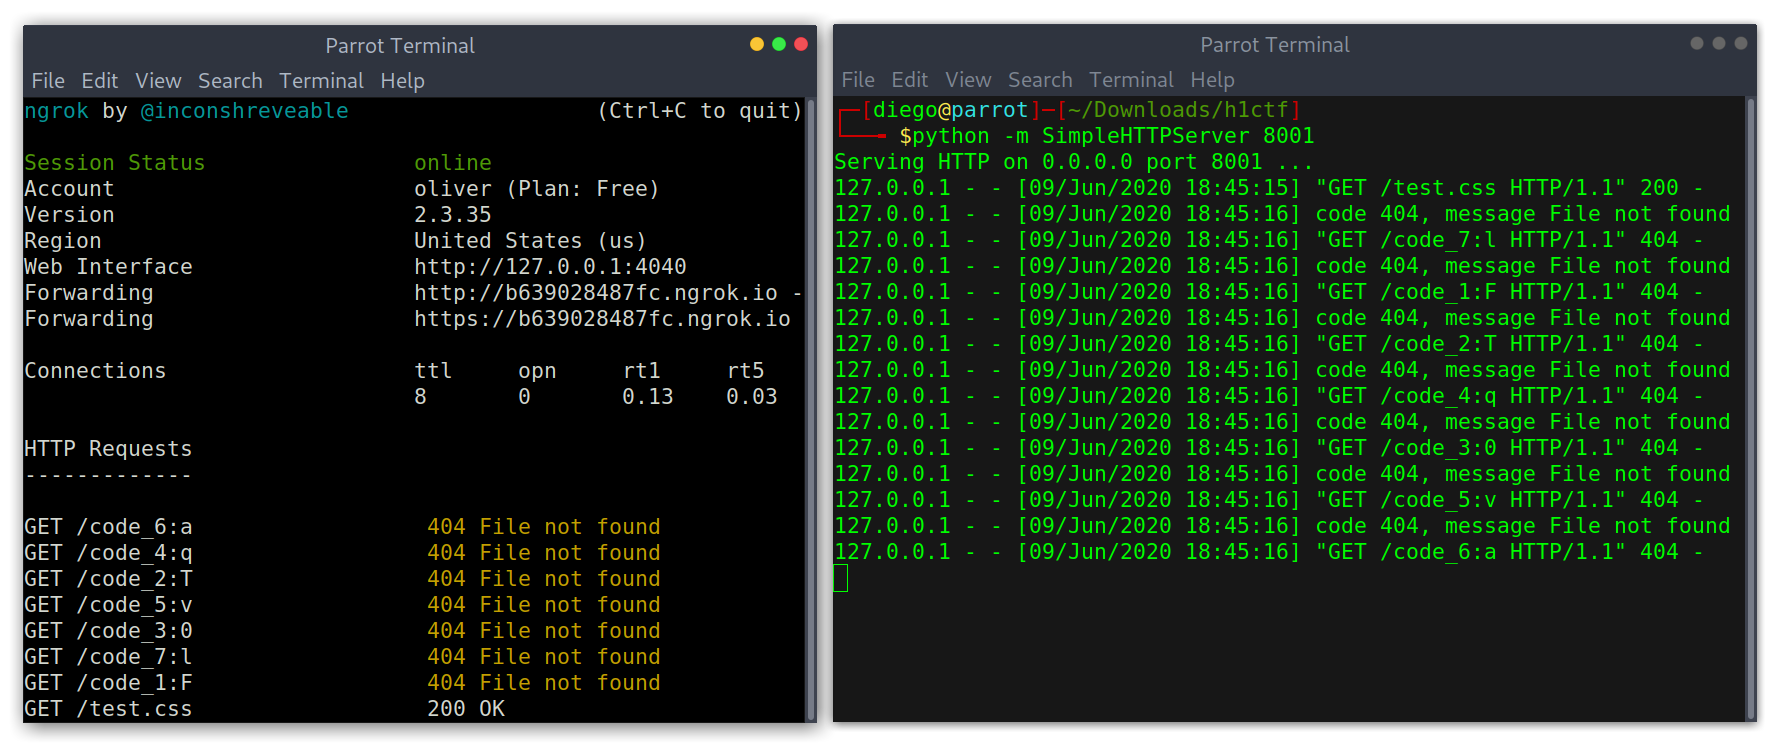 Parrot Terminal
File Edit View Search Terminal Help
ngrok by @inconshreveable (Ctrl+C to quit)
Session Status online
Account oliver (Plan: Free)
Version 2.3.35
Region United States (us)
Web Interface http://127.0.0.1:4040
Forwarding http://b639028487fc.ngrok.io -
Forwarding https://b639028487fc.ngrok.io
Connections ttl opn rt1 rt5
8 0 0.13 0.03
HTTP Requests
-------------
GET /code_6:a 404 File not found
GET /code_4:q 404 File not found
GET /code_2:T 404 File not found
GET /code_5:v 404 File not found
GET /code_3:0 404 File not found
GET /code_7:l 404 File not found
GET /code_1:F 404 File not found
GET /test.css 200 OK
Parrot Terminal
File Edit View Search Terminal Help
┌─[diego@parrot]─[~/Downloads/h1ctf]
└──╼ $python -m SimpleHTTPServer 8001
Serving HTTP on 0.0.0.0 port 8001 ...
127.0.0.1 - - [09/Jun/2020 18:45:15] "GET /test.css HTTP/1.1" 200 -
127.0.0.1 - - [09/Jun/2020 18:45:16] code 404, message File not found
127.0.0.1 - - [09/Jun/2020 18:45:16] "GET /code_7:l HTTP/1.1" 404 -
127.0.0.1 - - [09/Jun/2020 18:45:16] code 404, message File not found
127.0.0.1 - - [09/Jun/2020 18:45:16] "GET /code_1:F HTTP/1.1" 404 -
127.0.0.1 - - [09/Jun/2020 18:45:16] code 404, message File not found
127.0.0.1 - - [09/Jun/2020 18:45:16] "GET /code_2:T HTTP/1.1" 404 -
127.0.0.1 - - [09/Jun/2020 18:45:16] code 404, message File not found
127.0.0.1 - - [09/Jun/2020 18:45:16] "GET /code_4:q HTTP/1.1" 404 -
127.0.0.1 - - [09/Jun/2020 18:45:16] code 404, message File not found
127.0.0.1 - - [09/Jun/2020 18:45:16] "GET /code_3:0 HTTP/1.1" 404 -
127.0.0.1 - - [09/Jun/2020 18:45:16] code 404, message File not found
127.0.0.1 - - [09/Jun/2020 18:45:16] "GET /code_5:v HTTP/1.1" 404 -
127.0.0.1 - - [09/Jun/2020 18:45:16] code 404, message File not found
127.0.0.1 - - [09/Jun/2020 18:45:16] "GET /code_6:a HTTP/1.1" 404 -